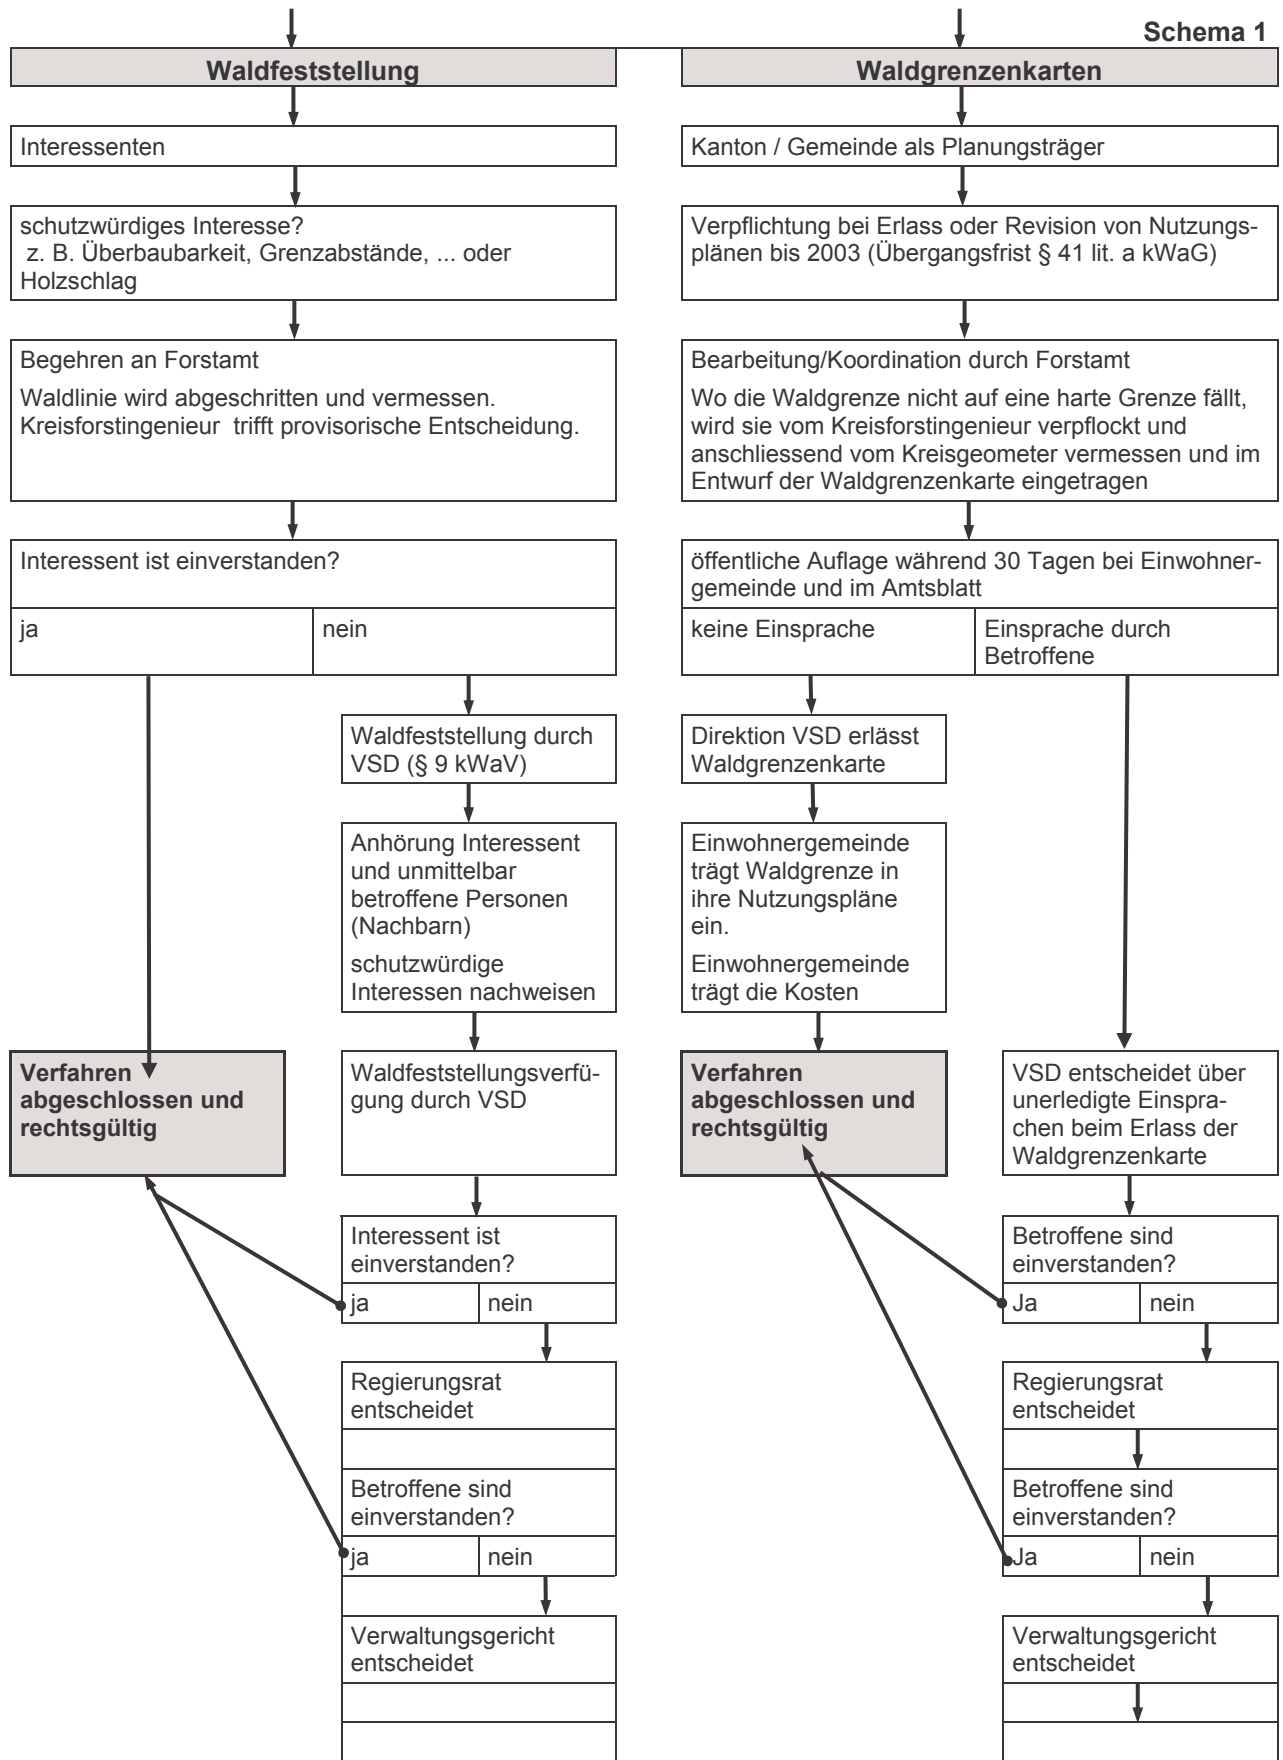 Schema 1
Waldfeststellung
Interessenten
schutzwürdiges Interesse?
z. B. Überbaubarkeit, Grenzabstände, ... oder
Holzschlag
Begehren an Forstamt
Waldlinie wird abgeschritten und vermessen.
Kreisforstingenieur trifft provisorische Entscheidung.
Interessent ist einverstanden?
ja
nein
Waldfeststellung durch
VSD (§ 9 kWaV)
Anhörung Interessent
und unmittelbar
betroffene Personen
(Nachbarn)
schutzwürdige
Interessen nachweisen
Verfahren
abgeschlossen und
rechtsgültig
Waldfeststellungsverfü-
gung durch VSD
Interessent ist
einverstanden?
ja
nein
Regierungsrat
entscheidet
Betroffene sind
einverstanden?
ja
nein
Verwaltungsgericht
entscheidet
Waldgrenzenkarten
Kanton / Gemeinde als Planungsträger
Verpflichtung bei Erlass oder Revision von Nutzungs-
plänen bis 2003 (Übergangsfrist § 41 lit. a kWaG)
Bearbeitung/Koordination durch Forstamt
Wo die Waldgrenze nicht auf eine harte Grenze fällt,
wird sie vom Kreisforstingenieur verpflockt und
anschliessend vom Kreisgeometer vermessen und im
Entwurf der Waldgrenzenkarte eingetragen
öffentliche Auflage während 30 Tagen bei Einwohner-
gemeinde und im Amtsblatt
keine Einsprache
Einsprache durch
Betroffene
Direktion VSD erlässt
Waldgrenzenkarte
Einwohnergemeinde
trägt Waldgrenze in
ihre Nutzungspläne
ein.
Einwohnergemeinde
trägt die Kosten
Verfahren
abgeschlossen und
rechtsgültig
VSD entscheidet über
unerledigte Einspra-
chen beim Erlass der
Waldgrenzenkarte
Betroffene sind
einverstanden?
Ja
nein
Regierungsrat
entscheidet
Betroffene sind
einverstanden?
Ja
nein
Verwaltungsgericht
entscheidet